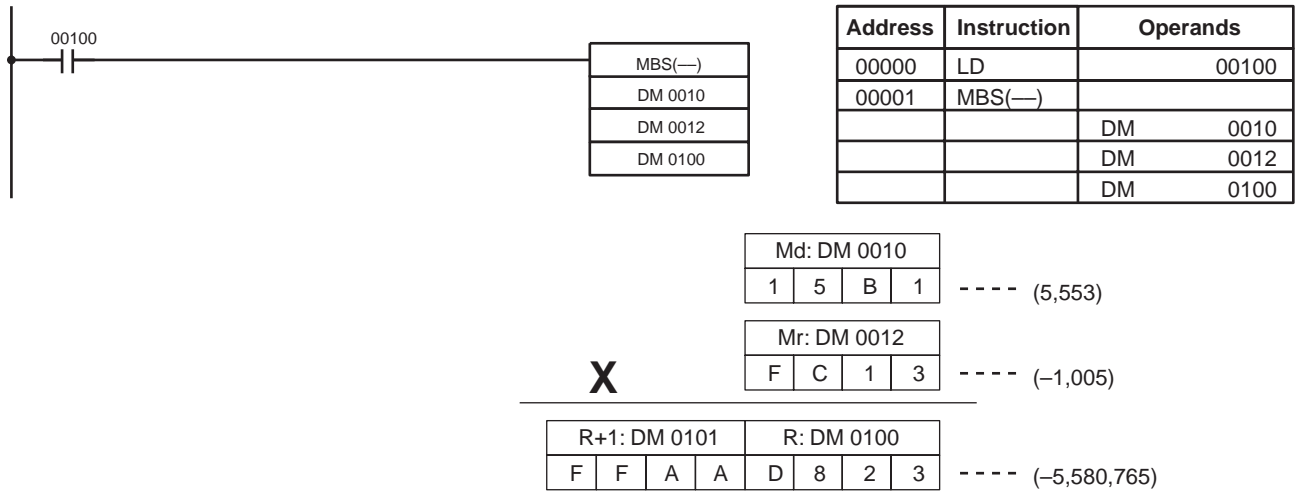 00100
MBS(––)
DM 0010
DM 0012
DM 0100
Address Instruction Operands
00000 LD 00100
00001 MBS(––)
DM 0010
DM 0012
DM 0100
Md: DM 0010
1 5 B 1 ---- (5,553)
Mr: DM 0012
X F C 1 3 ---- (–1,005)
R+1: DM 0101 R: DM 0100
F F A A D 8 2 3 ---- (–5,580,765)